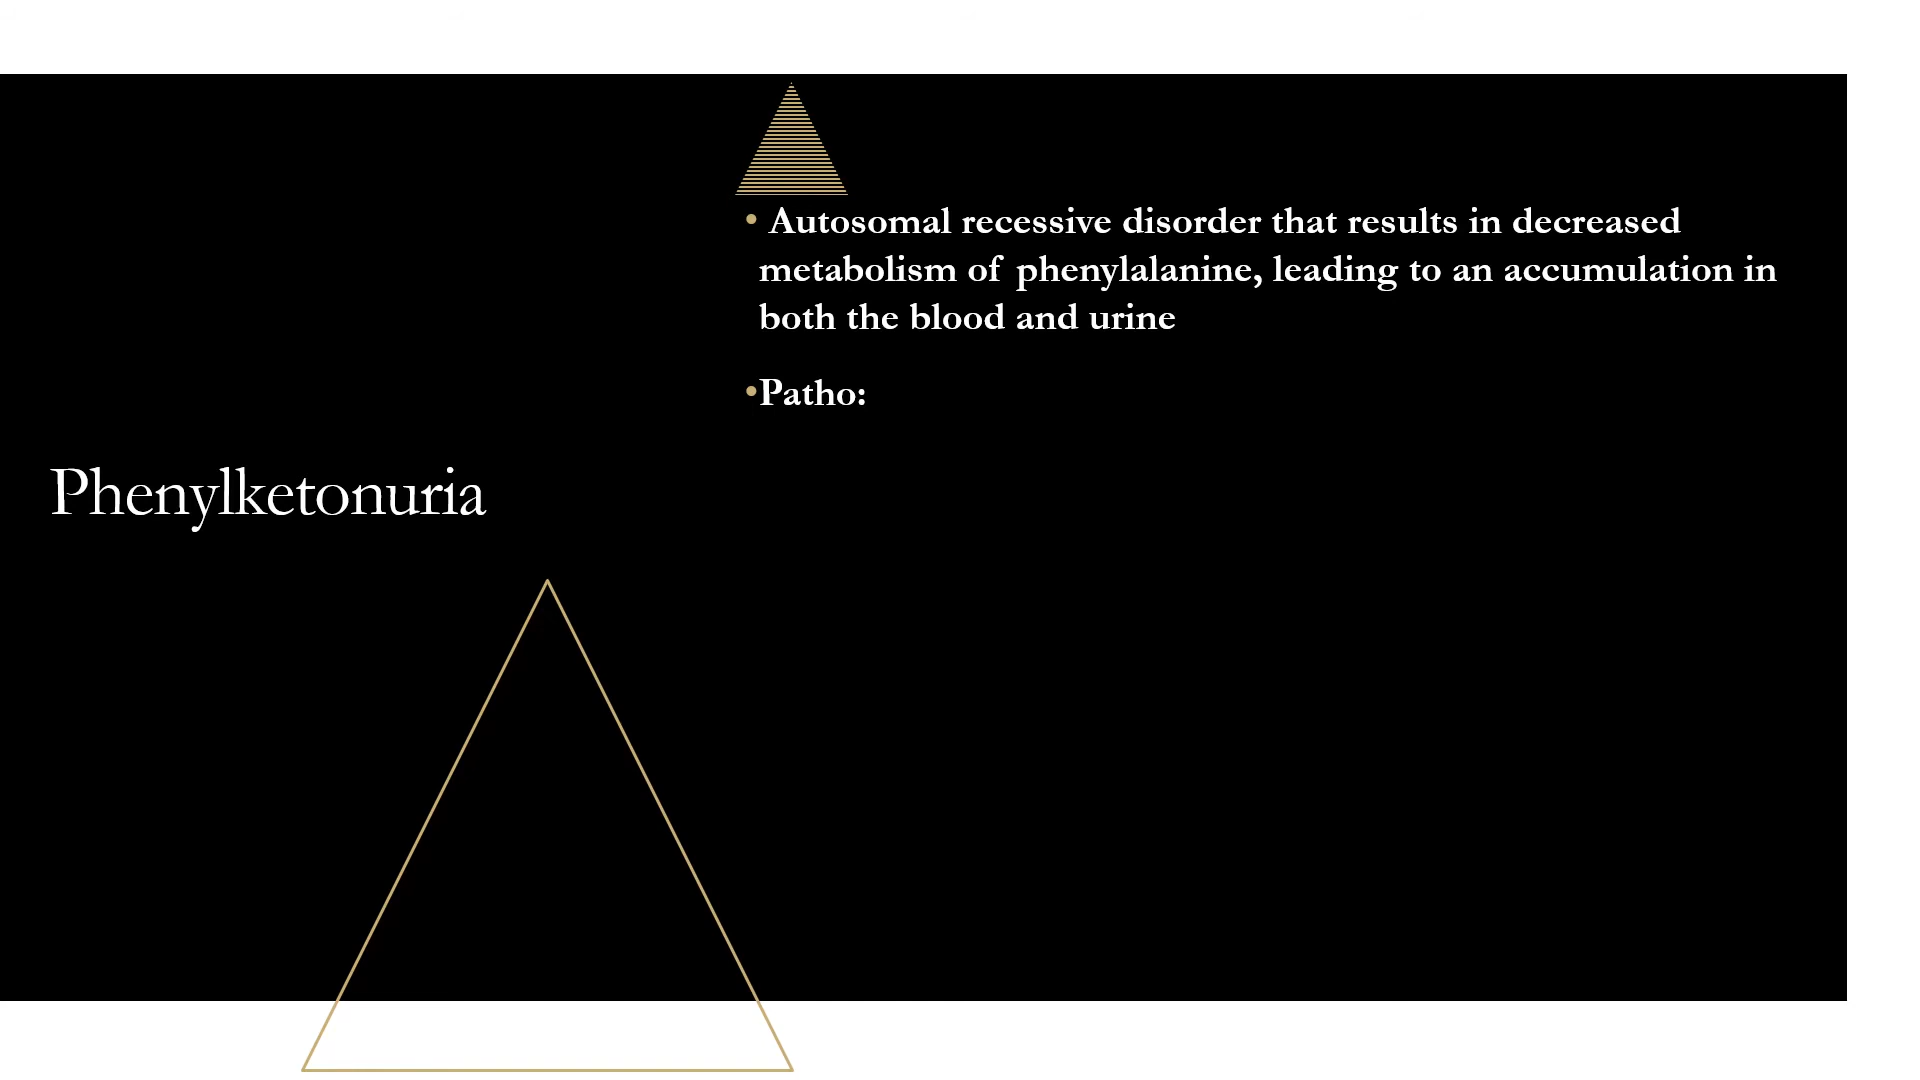 Phenylketonuria
• Autosomal recessive disorder that results in decreased
metabolism of phenylalanine, leading to an accumulation in
both the blood and urine
•Patho: